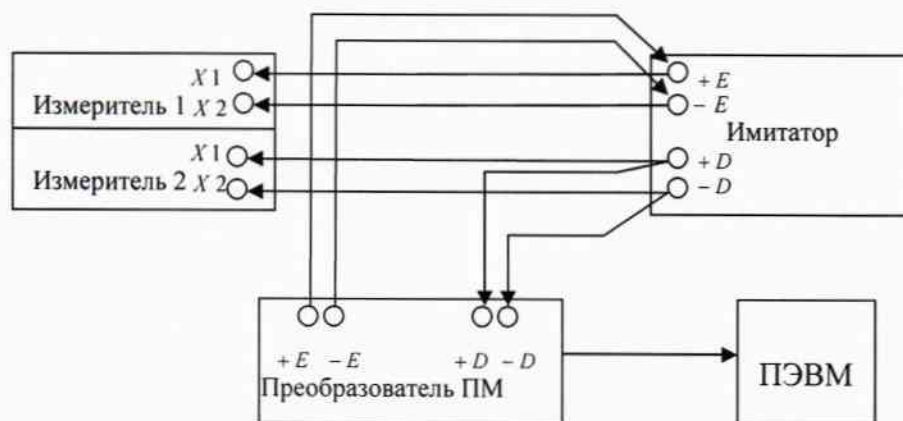 X 1
Измеритель 1 X 2
X 1
Измеритель 2 X 2
+ E
− E
Имитатор
+ D
− D
+ E − E + D − D
Преобразователь ПМ
ПЭВМ